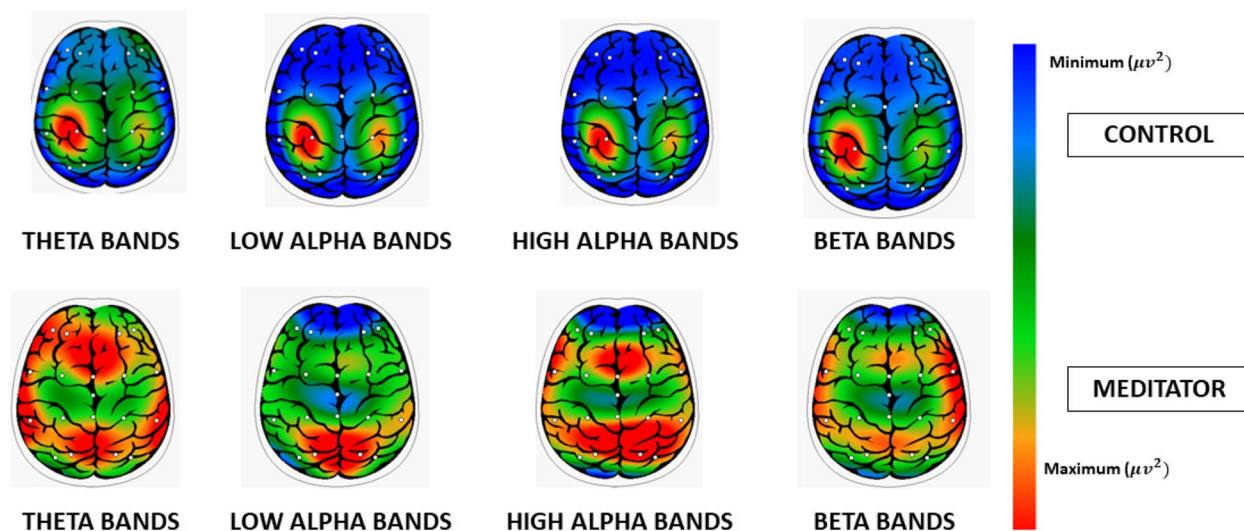 Minimum (μv²)
CONTROL
THETA BANDS LOW ALPHA BANDS HIGH ALPHA BANDS BETA BANDS
MEDITATOR
Maximum (μv²)
THETA BANDS LOW ALPHA BANDS HIGH ALPHA BANDS BETA BANDS